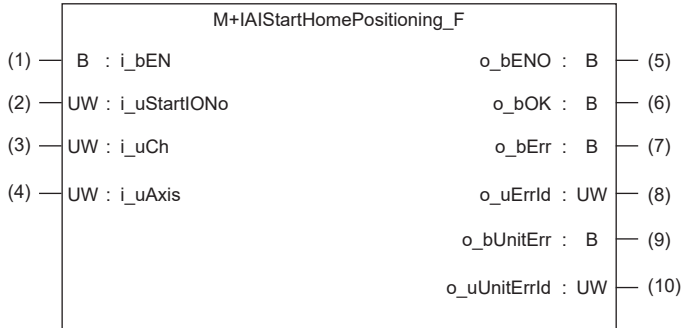 M+IAIStartHomePositioning_F
(1) B : i_bEN o_bENO : B (5)
(2) UW : i_uStartIONo o_bOK : B (6)
(3) UW : i_uCh o_bErr : B (7)
(4) UW : i_uAxis o_uErrId : UW (8)
o_bUnitErr : B (9)
o_uUnitErrId : UW (10)